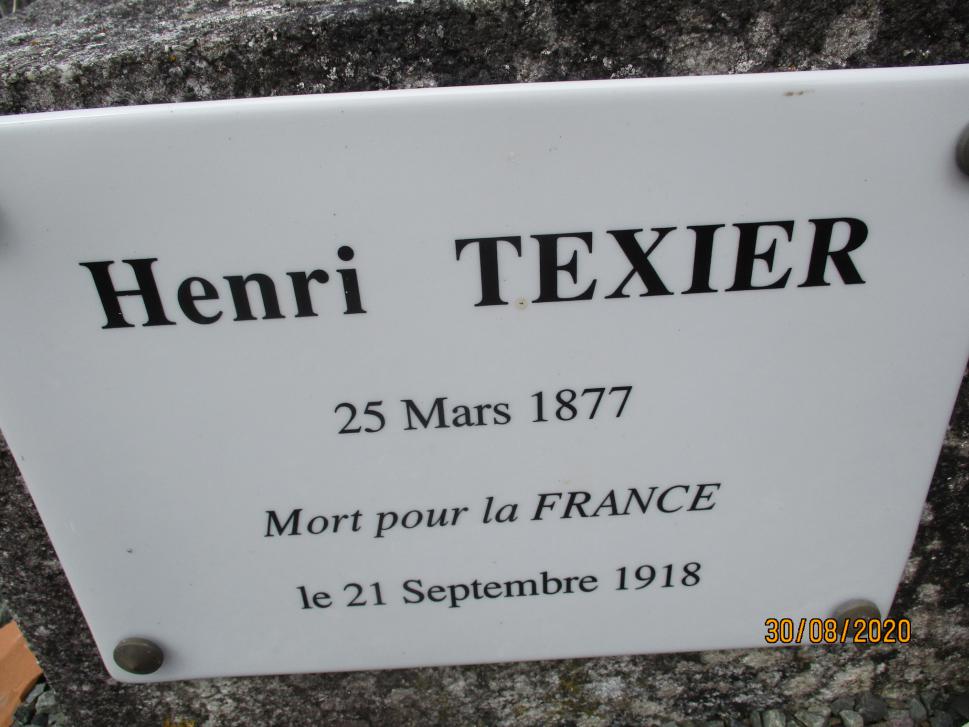 Henri TEXIER
25 Mars 1877
Mort pour la FRANCE
le 21 Septembre 1918
30/08/2020